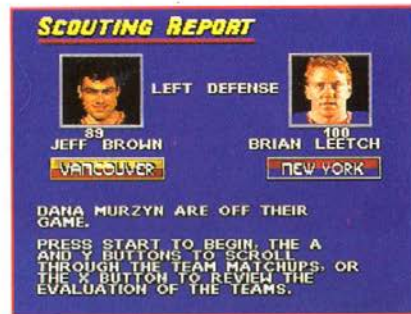 SCOUTING REPORT
LEFT DEFENSE
89
JEFF BROWN
VANCOUVER
100
BRIAN LEETCH
NEW YORK
DANA MURZYN ARE OFF THEIR
GAME.
PRESS START TO BEGIN, THE A
AND Y BUTTONS TO SCROLL
THROUGH THE TEAM MATCHUPS, OR
THE X BUTTON TO REVIEW THE
EVALUATION OF THE TEAMS.